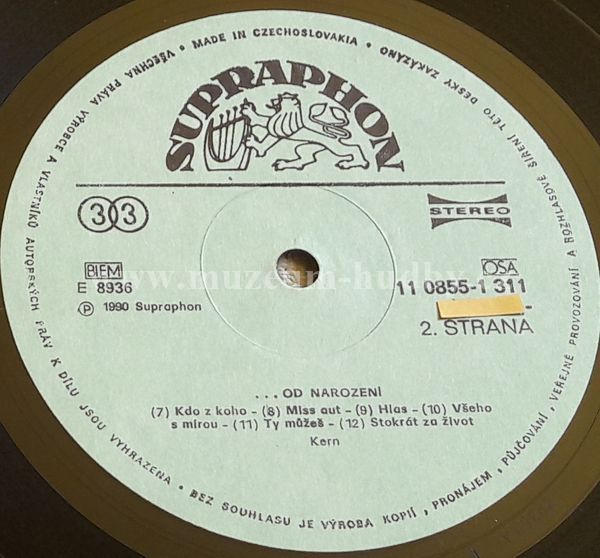 • MADE IN CZECHOSLOVAKIA • VŠECHNA PRÁVA VÝROBCE A VLASTNÍKŮ AUTORSKÝCH PRÁV K DÍLU JSOU VYHRAZENA • BEZ SOUHLASU JE VÝROBA KOPIÍ, PRONÁJEM, PŮJČOVÁNÍ, VEŘEJNÉ PROVOZOVÁNÍ A ROZHLASOVÉ ŠÍŘENÍ TÉTO DESKY ZAKÁZÁNO
SUPRAPHON
33
STEREO
BIEM
OSA
www.muzeum-hudby
E 8936
11 0855-1 311
Ⓟ 1990 Supraphon
2. STRANA
. . . OD NAROZENÍ
(7) Kdo z koho - (8) Miss aut - (9) Hlas - (10) Všeho
s mírou - (11) Ty můžeš - (12) Stokrát za život
Kern